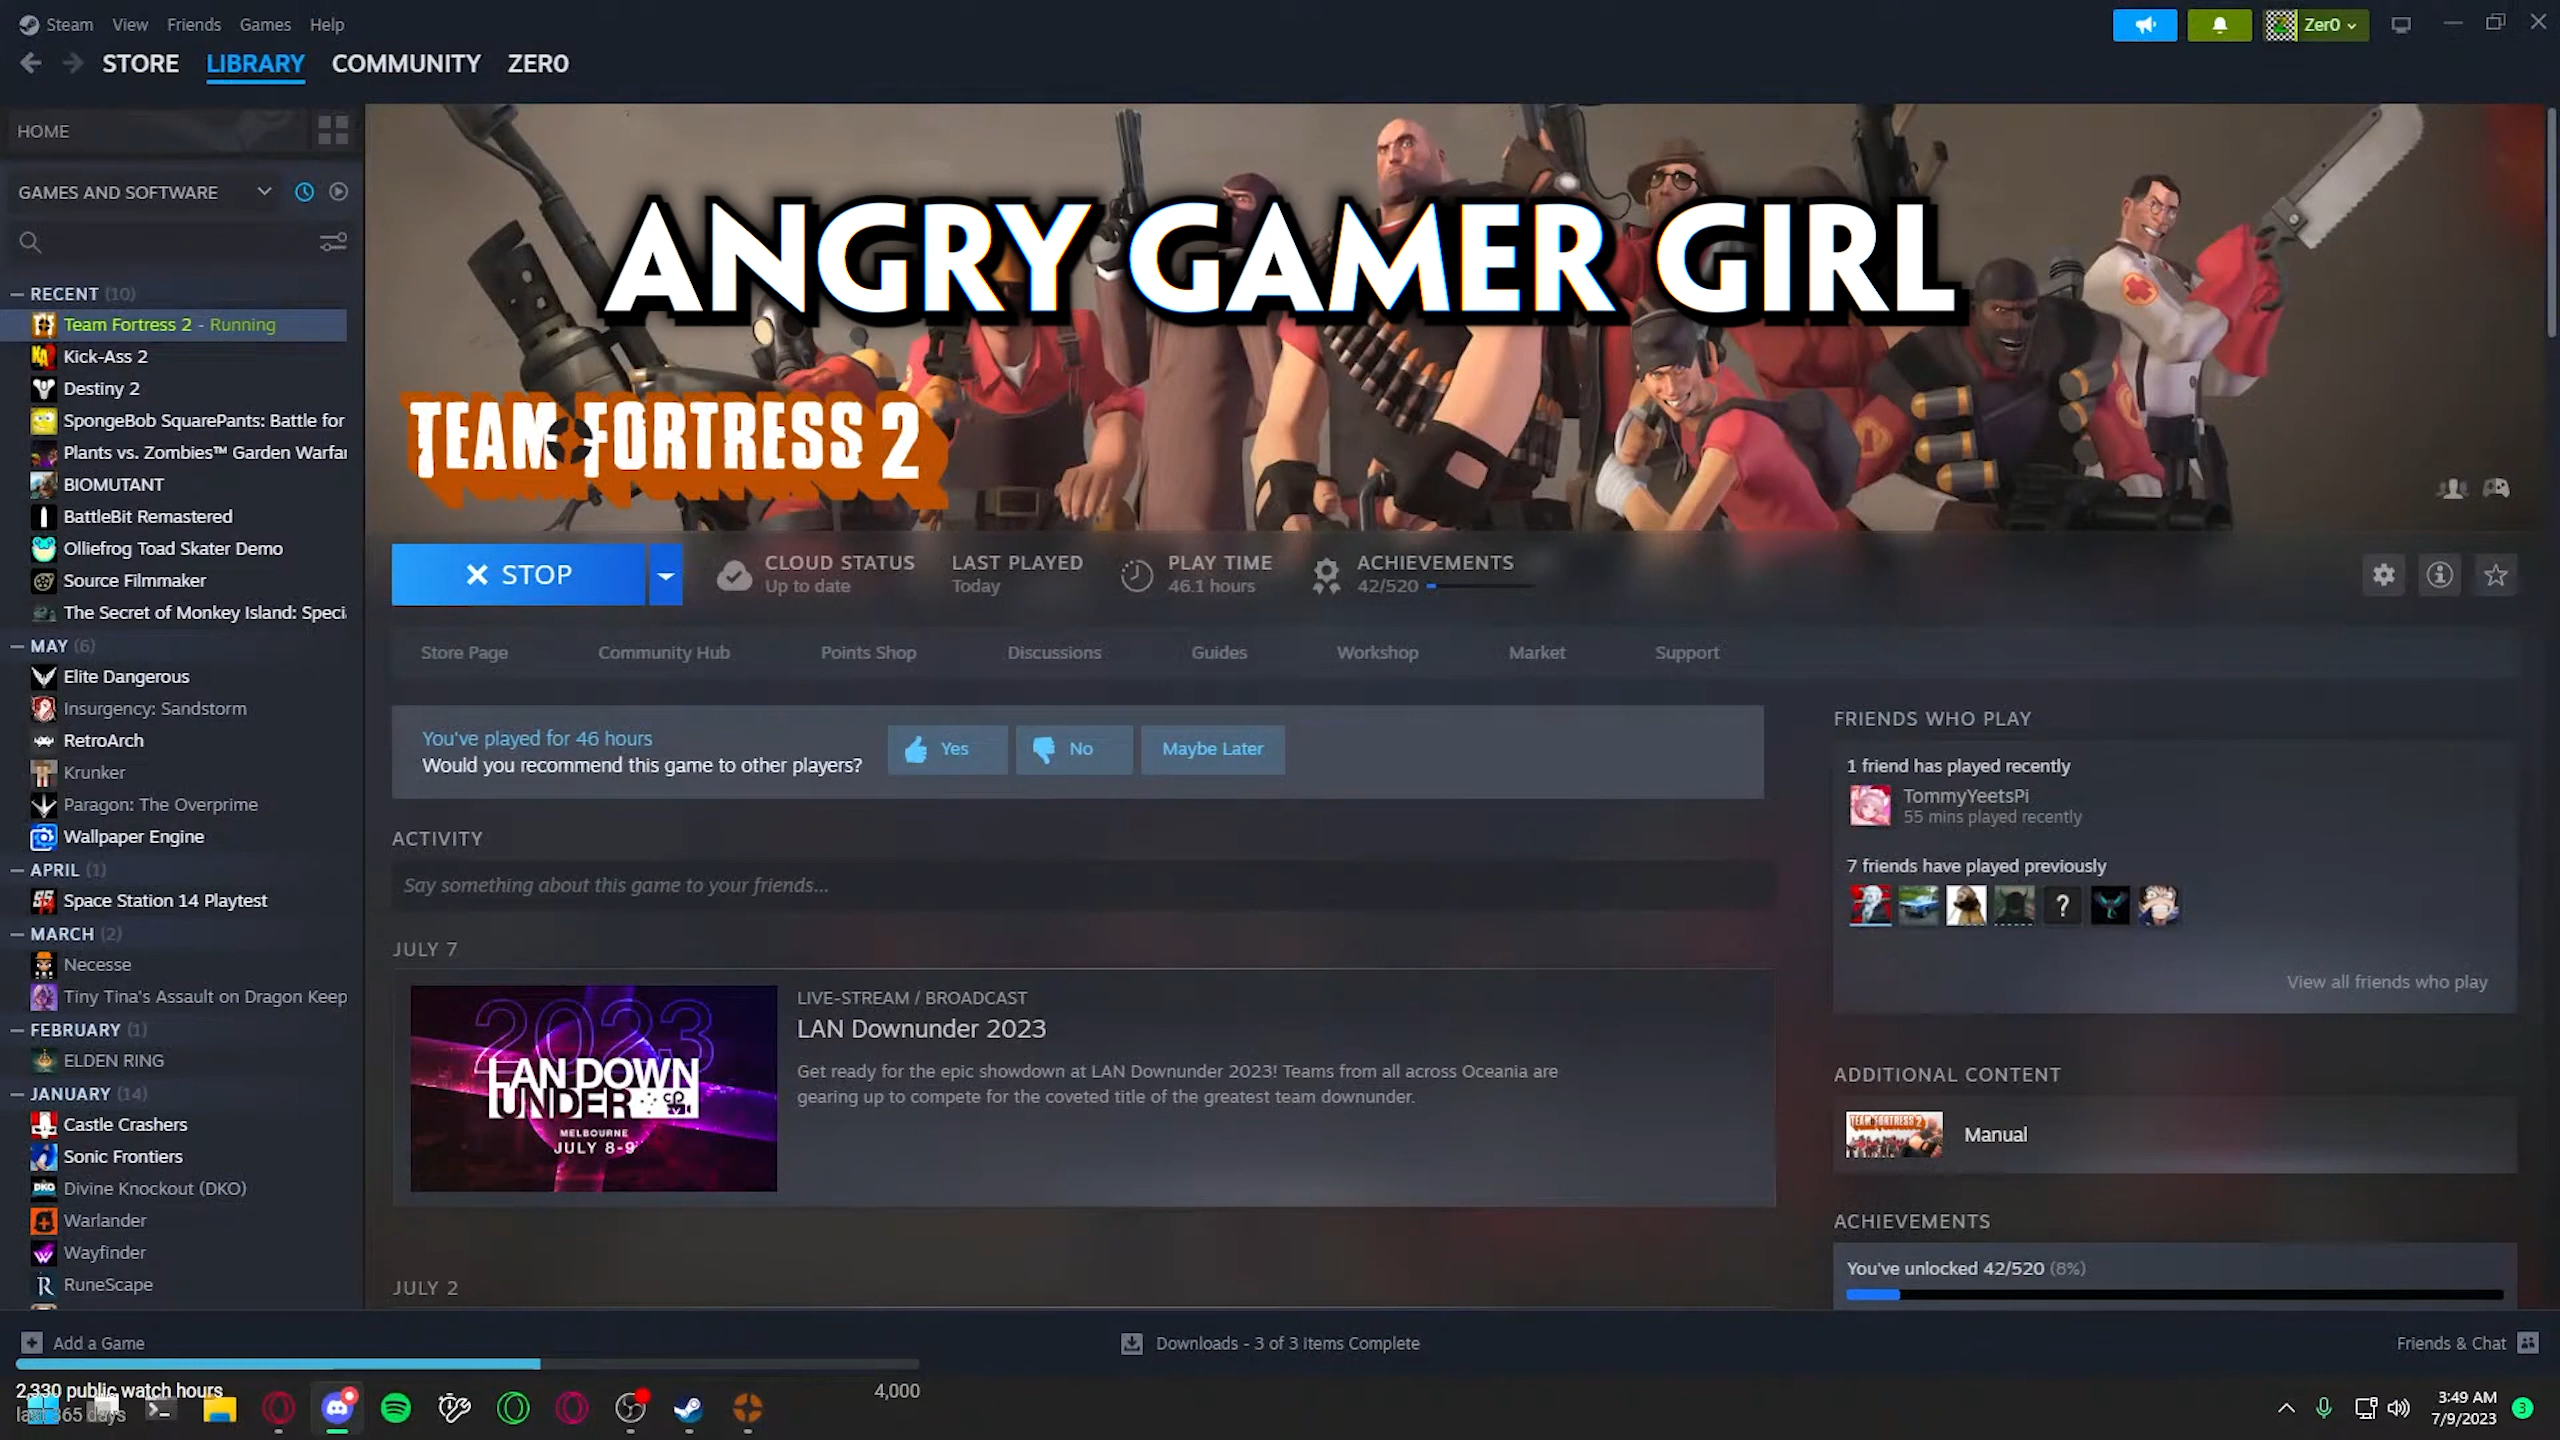 Steam View Friends Games Help
Zer0
STORE LIBRARY COMMUNITY ZER0
HOME
GAMES AND SOFTWARE
RECENT (10)
Team Fortress 2 - Running
Kick-Ass 2
Destiny 2
SpongeBob SquarePants: Battle for
Plants vs. Zombies™ Garden Warfar
BIOMUTANT
BattleBit Remastered
Olliefrog Toad Skater Demo
Source Filmmaker
The Secret of Monkey Island: Speci
MAY (6)
Elite Dangerous
Insurgency: Sandstorm
RetroArch
Krunker
Paragon: The Overprime
Wallpaper Engine
APRIL (1)
Space Station 14 Playtest
MARCH (2)
Necesse
Tiny Tina's Assault on Dragon Keep
FEBRUARY (1)
ELDEN RING
JANUARY (14)
Castle Crashers
Sonic Frontiers
Divine Knockout (DKO)
Warlander
Wayfinder
RuneScape
ANGRY GAMER GIRL
TEAM FORTRESS 2
STOP
CLOUD STATUS
Up to date
LAST PLAYED
Today
PLAY TIME
46.1 hours
ACHIEVEMENTS
42/520
Store Page Community Hub Points Shop Discussions Guides Workshop Market Support
You've played for 46 hours
Would you recommend this game to other players?
Yes No Maybe Later
ACTIVITY
Say something about this game to your friends...
JULY 7
2023
LAN DOWN
UNDER
MELBOURNE
JULY 8-9
LIVE-STREAM / BROADCAST
LAN Downunder 2023
Get ready for the epic showdown at LAN Downunder 2023! Teams from all across Oceania are
gearing up to compete for the coveted title of the greatest team downunder.
JULY 2
FRIENDS WHO PLAY
1 friend has played recently
TommyYeetsPi
55 mins played recently
7 friends have played previously
?
View all friends who play
ADDITIONAL CONTENT
TEAM FORTRESS 2
Manual
ACHIEVEMENTS
You've unlocked 42/520 (8%)
Add a Game
Downloads - 3 of 3 Items Complete
Friends & Chat
2,330 public watch hours
last 365 days
4,000
3:49 AM
7/9/2023
3